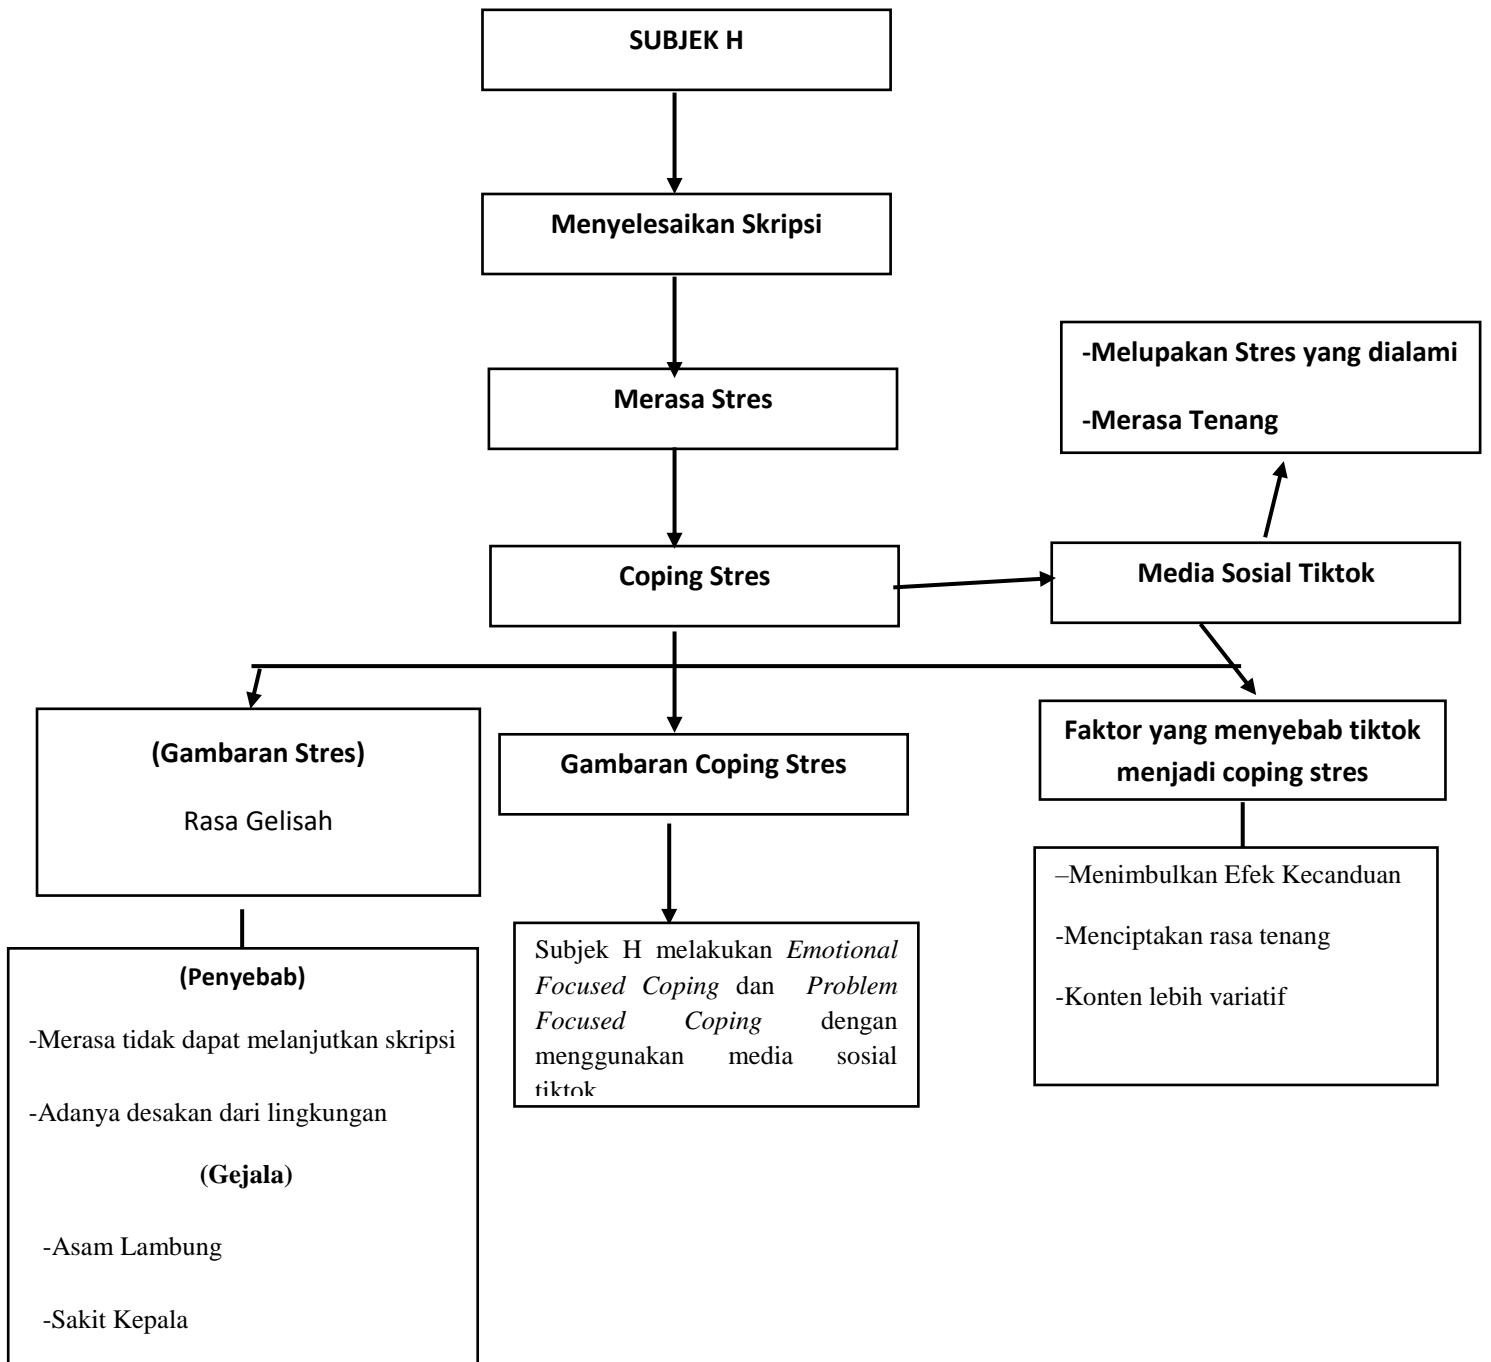 SUBJEK H
Menyelesaikan Skripsi
-Melupakan Stres yang dialami
-Merasa Tenang
Merasa Stres
Coping Stres
Media Sosial Tiktok
(Gambaran Stres)
Rasa Gelisah
Gambaran Coping Stres
Faktor yang menyebab tiktok
menjadi coping stres
(Penyebab)
-Merasa tidak dapat melanjutkan skripsi
-Adanya desakan dari lingkungan
(Gejala)
-Asam Lambung
-Sakit Kepala
Subjek H melakukan Emotional
Focused Coping dan Problem
Focused Coping dengan
menggunakan media sosial
tiktok
–Menimbulkan Efek Kecanduan
-Menciptakan rasa tenang
-Konten lebih variatif